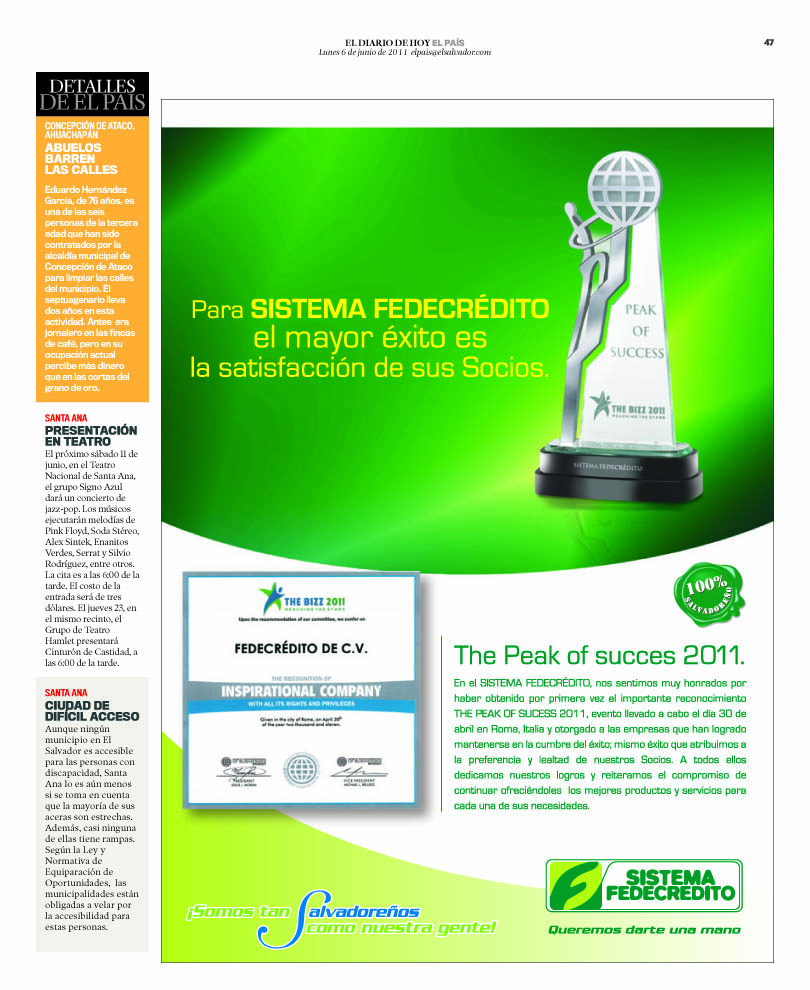 EL DIARIO DE HOY EL PAÍS
Lunes 6 de junio de 2011 elpais@elsalvador.com
47
DETALLES
DE EL PAÍS
CONCEPCIÓN DE ATACO,
AHUACHAPÁN
ABUELOS
BARREN
LAS CALLES
Eduardo Hernández
García, de 76 años, es
una de las seis
personas de la tercera
edad que han sido
contratados por la
alcaldía municipal de
Concepción de Ataco
para limpiar las calles
del municipio. El
septuagenario lleva
dos años en esta
actividad. Antes era
jornalero en las fincas
de café, pero en su
ocupación actual
percibe más dinero
que en las cortas del
grano de oro.
SANTA ANA
PRESENTACIÓN
EN TEATRO
El próximo sábado 11 de
junio, en el Teatro
Nacional de Santa Ana,
el grupo Signo Azul
dará un concierto de
jazz-pop. Los músicos
ejecutarán melodías de
Pink Floyd, Soda Stéreo,
Alex Sintek, Enanitos
Verdes, Serrat y Silvio
Rodríguez, entre otros.
La cita es a las 6:00 de la
tarde. El costo de la
entrada será de tres
dólares. El jueves 23, en
el mismo recinto, el
Grupo de Teatro
Hamlet presentará
Cinturón de Castidad, a
las 6:00 de la tarde.
SANTA ANA
CIUDAD DE
DIFÍCIL ACCESO
Aunque ningún
municipio en El
Salvador es accesible
para las personas con
discapacidad, Santa
Ana lo es aún menos
si se toma en cuenta
que la mayoría de sus
aceras son estrechas.
Además, casi ninguna
de ellas tiene rampas.
Según la Ley y
Normativa de
Equiparación de
Oportunidades, las
municipalidades están
obligadas a velar por
la accesibilidad para
estas personas.
Para SISTEMA FEDECRÉDITO
el mayor éxito es
la satisfacción de sus Socios.
PEAK
OF
SUCCESS
THE BIZZ 2011
REACHING THE STARS
SISTEMA FEDECRÉDITO
THE BIZZ 2011
REACHING THE STARS
Upon the recommendation of our committee, we confer on
FEDECRÉDITO DE C.V.
THE RECOGNITION OF
INSPIRATIONAL COMPANY
WITH ALL ITS RIGHTS AND PRIVILEGES
Given in the city of Rome, on April 30th
of the year two thousand and eleven.
PRESIDENT
VICE PRESIDENT
100%
SALVADOREÑO
The Peak of succes 2011.
En el SISTEMA FEDECRÉDITO, nos sentimos muy honrados por
haber obtenido por primera vez el importante reconocimiento
THE PEAK OF SUCESS 2011, evento llevado a cabo el día 30 de
abril en Roma, Italia y otorgado a las empresas que han logrado
mantenerse en la cumbre del éxito; mismo éxito que atribuimos a
la preferencia y lealtad de nuestros Socios. A todos ellos
dedicamos nuestros logros y reiteramos el compromiso de
continuar ofreciéndoles los mejores productos y servicios para
cada una de sus necesidades.
¡Somos tan Salvadoreños
como nuestra gente!
SISTEMA
FEDECREDITO
Queremos darte una mano